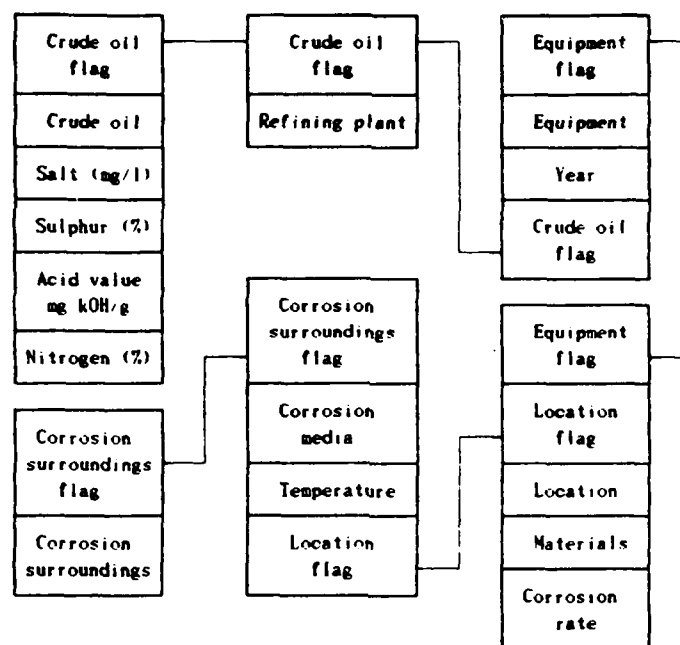 Crude oil
flag
Crude oil
Salt (mg/l)
Sulphur (%)
Acid value
mg kOH/g
Nitrogen (%)
Crude oil
flag
Refining plant
Equipment
flag
Equipment
Year
Crude oil
flag
Corrosion
surroundings
flag
Corrosion
surroundings
Corrosion
surroundings
flag
Corrosion
media
Temperature
Location
flag
Equipment
flag
Location
flag
Location
Materials
Corrosion
rate